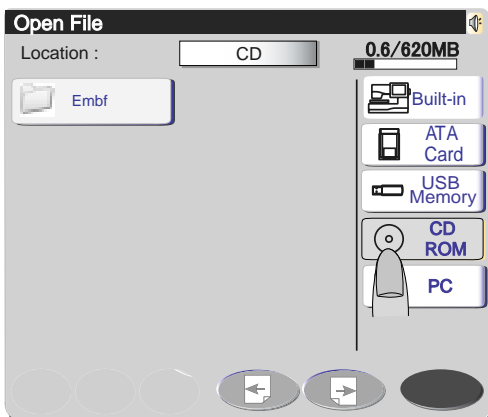 Open File
Location :
CD
0.6/620MB
Embf
Built-in
ATA
Card
USB
Memory
CD
ROM
PC